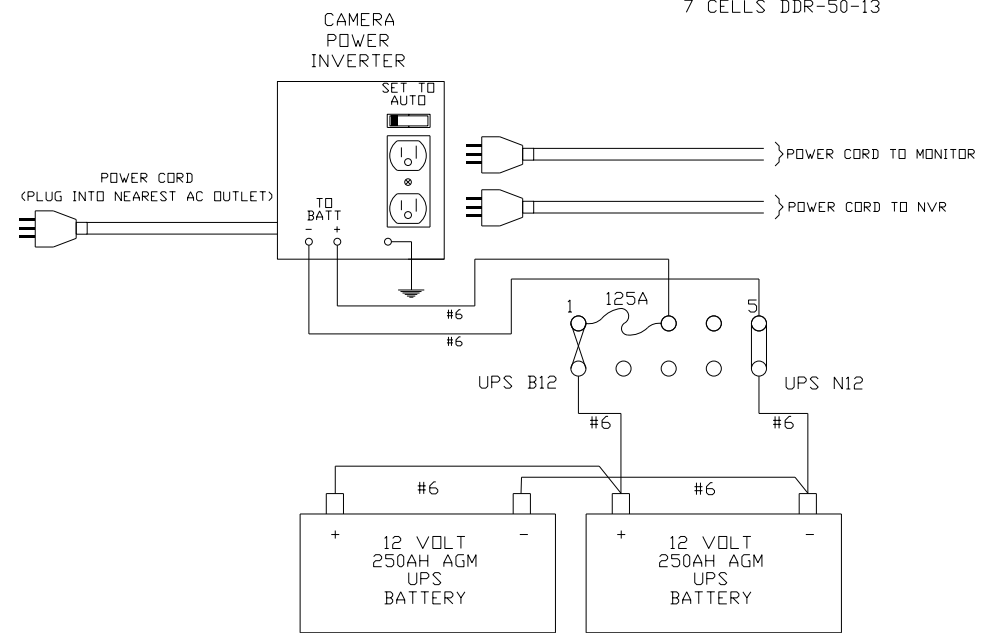 7 CELLS DDR-50-13
CAMERA
POWER
INVERTER
SET TO
AUTO
POWER CORD TO MONITOR
POWER CORD
(PLUG INTO NEAREST AC OUTLET)
TO
BATT
- +
POWER CORD TO NVR
#6
#6
1 125A 5
UPS B12
UPS N12
#6 #6
#6 #6
+ - + -
12 VOLT
250AH AGM
UPS
BATTERY
12 VOLT
250AH AGM
UPS
BATTERY